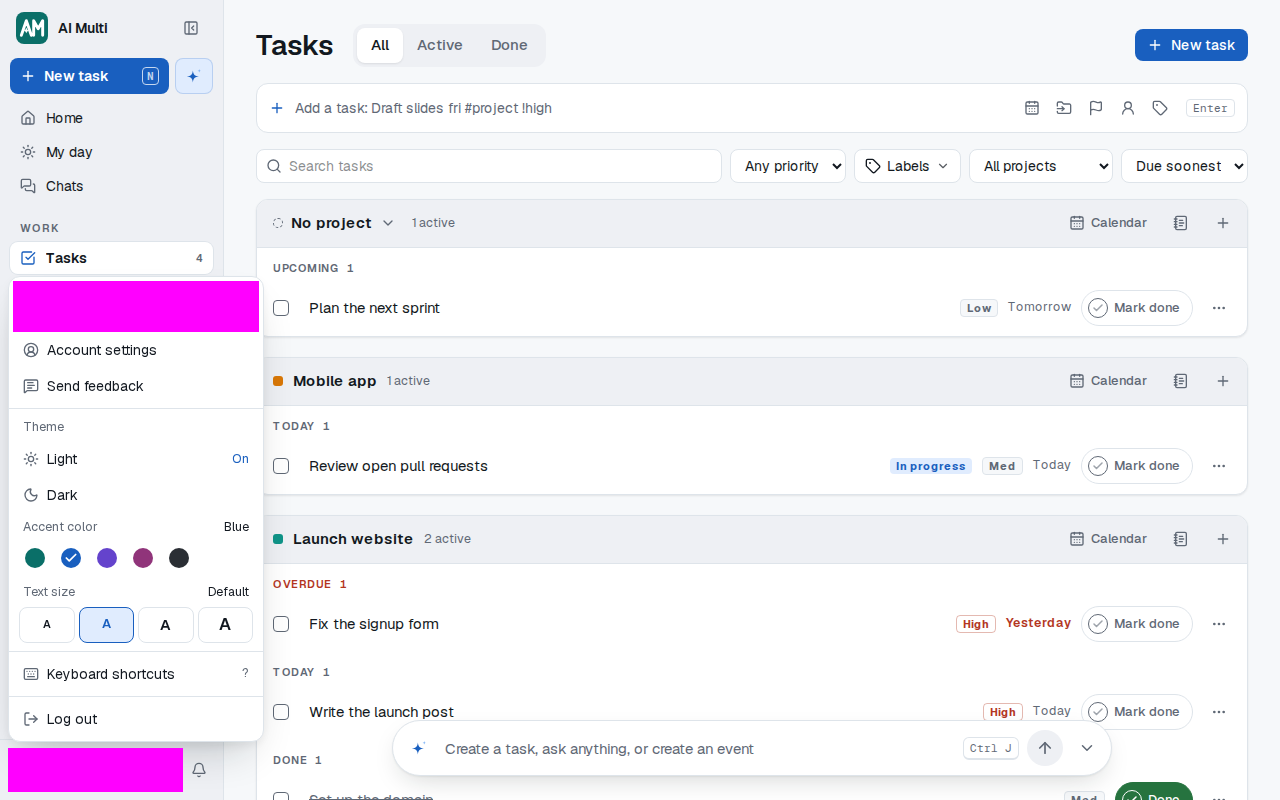 AM AI Multi
New task N
Home
My day
Chats
WORK
Tasks 4
Account settings
Send feedback
Theme
Light On
Dark
Accent color Blue
Text size Default
A A A A
Keyboard shortcuts ?
Log out
Tasks All Active Done New task
Add a task: Draft slides fri #project !high Enter
Search tasks Any priority Labels All projects Due soonest
No project 1 active Calendar
UPCOMING 1
Plan the next sprint Low Tomorrow Mark done
Mobile app 1 active Calendar
TODAY 1
Review open pull requests In progress Med Today Mark done
Launch website 2 active Calendar
OVERDUE 1
Fix the signup form High Yesterday Mark done
TODAY 1
Write the launch post High Today Mark done
Create a task, ask anything, or create an event Ctrl J
DONE 1
Set up the domain Med Done